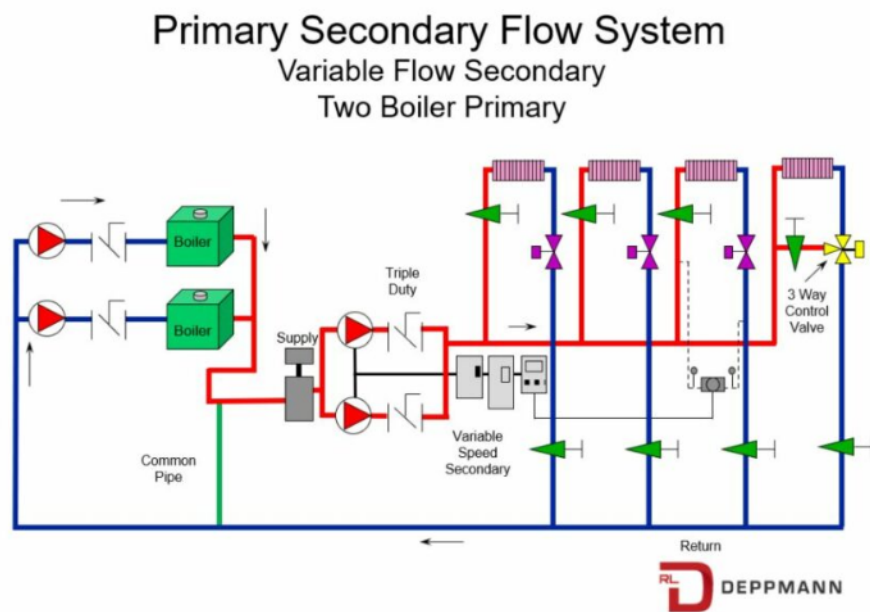 Primary Secondary Flow System
Variable Flow Secondary
Two Boiler Primary
Boiler
Boiler
Triple
Duty
Supply
3 Way
Control
Valve
Common
Pipe
Variable
Speed
Secondary
Return
RL
D DEPPMANN